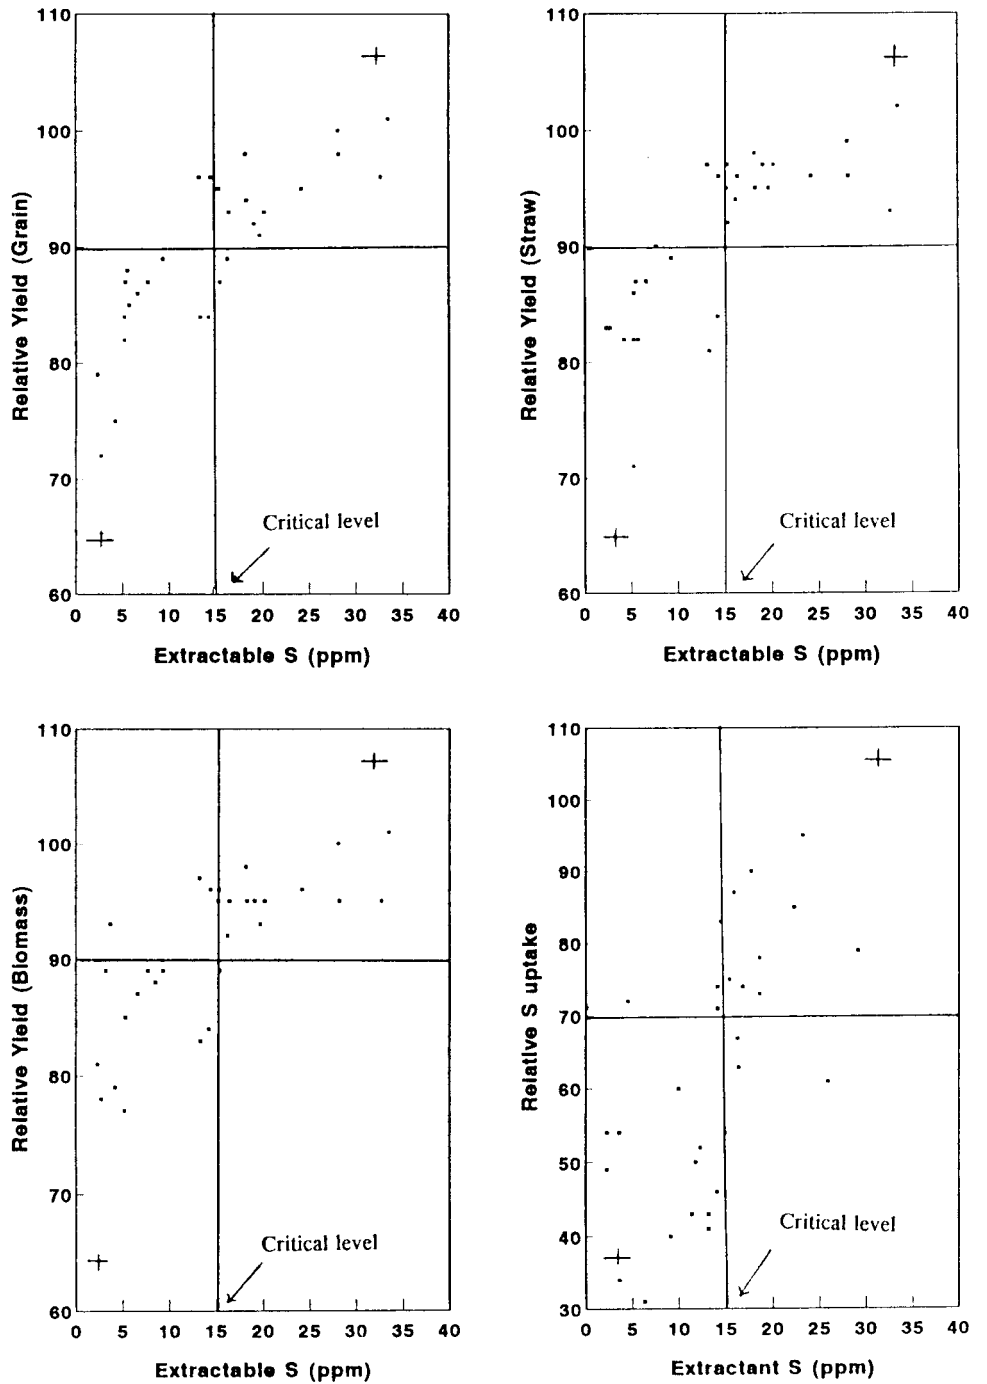 110
100
90
80
70
60
Relative Yield (Grain)
Critical level
0 5 10 15 20 25 30 35 40
Extractable S (ppm)
110
100
90
80
70
60
Relative Yield (Straw)
Critical level
0 5 10 15 20 25 30 35 40
Extractable S (ppm)
110
100
90
80
70
60
Relative Yield (Biomass)
Critical level
0 5 10 15 20 25 30 35 40
Extractable S (ppm)
110
100
90
80
70
60
50
40
30
Relative S uptake
Critical level
0 5 10 15 20 25 30 35 40
Extractant S (ppm)